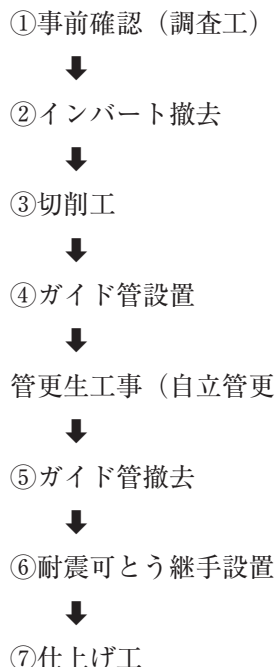 ①事前確認（調査工）
⬇
②インバート撤去
⬇
③切削工
⬇
④ガイド管設置
⬇
管更生工事（自立管更
⬇
⑤ガイド管撤去
⬇
⑥耐震可とう継手設置
⬇
⑦仕上げ工